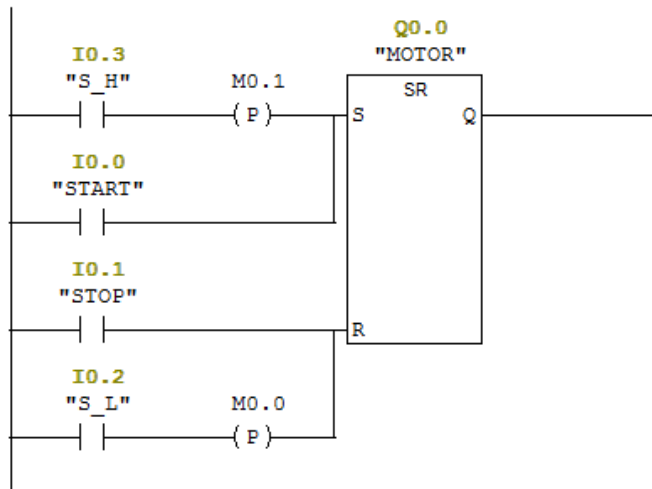 Q0.0
"MOTOR"
I0.3
"S_H"
M0.1
SR
( P )
S
Q
I0.0
"START"
I0.1
"STOP"
R
I0.2
"S_L"
M0.0
( P )